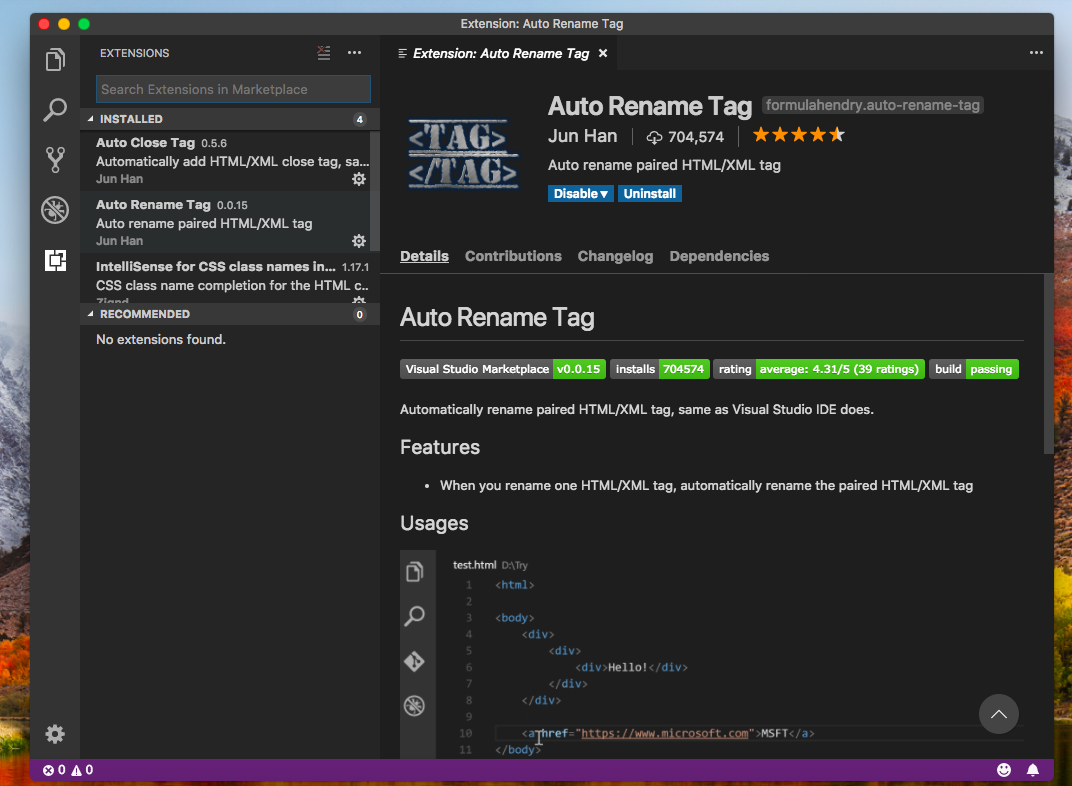 Extension: Auto Rename Tag
EXTENSIONS
Search Extensions in Marketplace
INSTALLED 4
Auto Close Tag 0.5.6
Automatically add HTML/XML close tag, sa...
Jun Han
Auto Rename Tag 0.0.15
Auto rename paired HTML/XML tag
Jun Han
IntelliSense for CSS class names in... 1.17.1
CSS class name completion for the HTML c..
Zignd
RECOMMENDED 0
No extensions found.
Extension: Auto Rename Tag
<TAG>
</TAG>
Auto Rename Tag formulahendry.auto-rename-tag
Jun Han 704,574
Auto rename paired HTML/XML tag
Disable Uninstall
Details Contributions Changelog Dependencies
Auto Rename Tag
Visual Studio Marketplace v0.0.15 installs 704574 rating average: 4.31/5 (39 ratings) build passing
Automatically rename paired HTML/XML tag, same as Visual Studio IDE does.
Features
• When you rename one HTML/XML tag, automatically rename the paired HTML/XML tag
Usages
test.html D:\Try
1 <html>
2
3 <body>
4 <div>
5 <div>
6 <div>Hello!</div>
7 </div>
8 </div>
9
10 <a href="https://www.microsoft.com">MSFT</a>
11 </body>
0 0